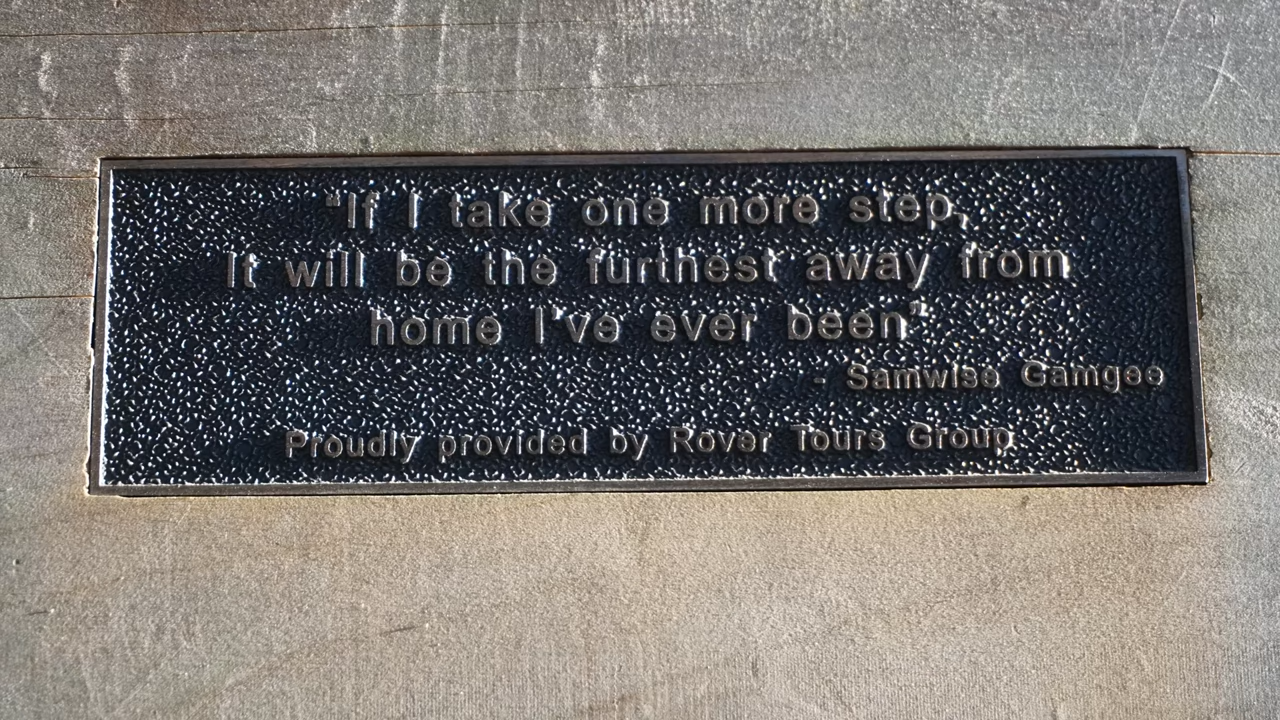 “If I take one more step,
It will be the furthest away from
home I've ever been”
- Samwise Gamgee
Proudly provided by Rover Tours Group